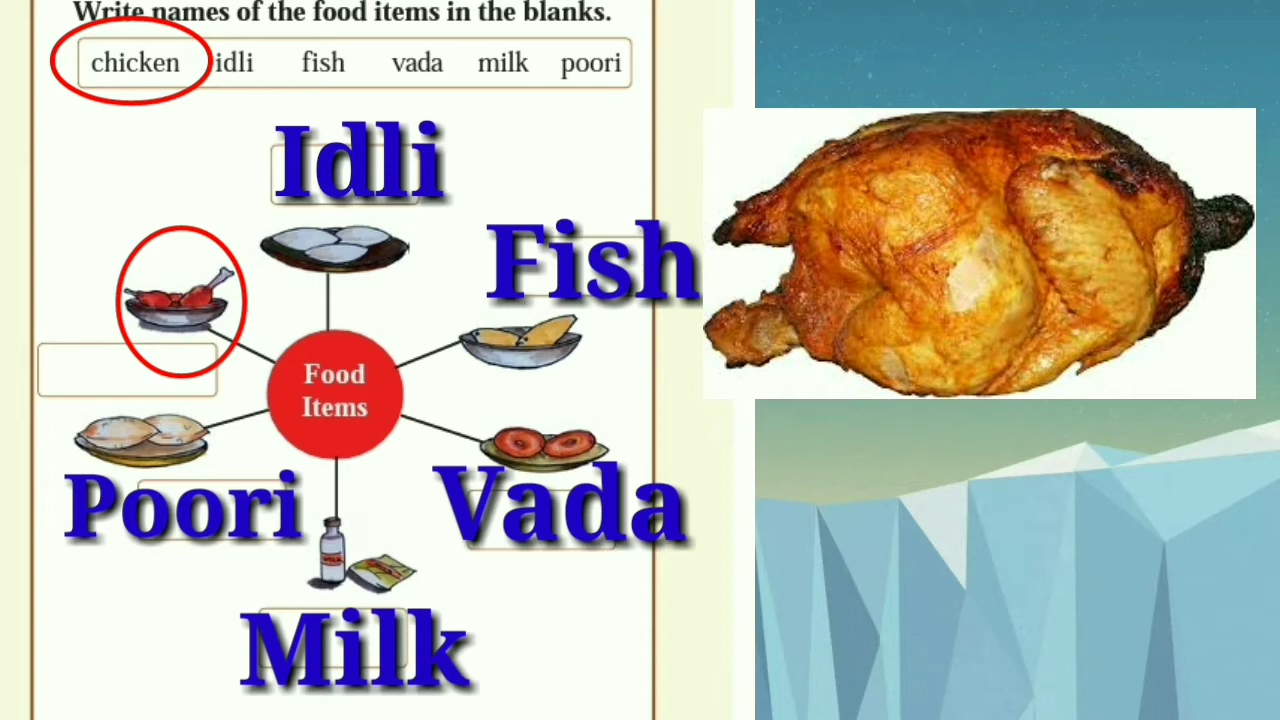 Write names of the food items in the blanks.
chicken idli fish vada milk poori
Idli
Fish
Food
Items
Poori
Vada
Milk